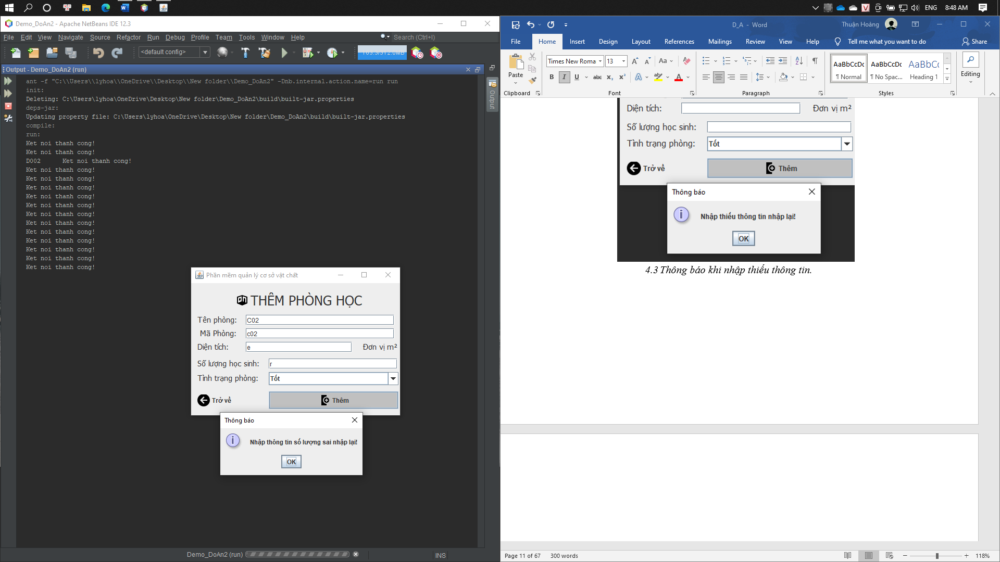 ENG
8:48 AM
Demo_DoAn2 - Apache NetBeans IDE 12.3
File Edit View Navigate Source Refactor Run Debug Profile Team Tools Window Help
Search (Ctrl+I)
<default config>
Output - Demo_DoAn2 (run)
ant -f "C:\\Users\\lyhoa\\OneDrive\\Desktop\\New folder\\Demo_DoAn2" -Dnb.internal.action.name=run run
init:
Deleting: C:\Users\lyhoa\OneDrive\Desktop\New folder\Demo_DoAn2\build\built-jar.properties
deps-jar:
Updating property file: C:\Users\lyhoa\OneDrive\Desktop\New folder\Demo_DoAn2\build\built-jar.properties
compile:
run:
Ket noi thanh cong!
Ket noi thanh cong!
D002 Ket noi thanh cong!
Ket noi thanh cong!
Ket noi thanh cong!
Ket noi thanh cong!
Ket noi thanh cong!
Ket noi thanh cong!
Ket noi thanh cong!
Ket noi thanh cong!
Ket noi thanh cong!
Ket noi thanh cong!
Ket noi thanh cong!
Ket noi thanh cong!
Ket noi thanh cong!
Output
Phần mềm quản lý cơ sở vật chất
THÊM PHÒNG HỌC
Tên phòng: C02
Mã Phòng: c02
Diện tích: e Đơn vị m²
Số lượng học sinh: r
Tình trạng phòng: Tốt
Trở về Thêm
Thông báo
Nhập thông tin số lượng sai nhập lại!
OK
Demo_DoAn2 (run)
INS
D_A - Word
Thuận Hoàng
File Home Insert Design Layout References Mailings Review View Help Tell me what you want to do Share
Paste
Times New Roma 13
Editing
AaBbCcDc AaBbCcDc AaBbCc
¶ Normal ¶ No Spac... Heading 1
Clipboard Font Paragraph Styles
Diện tích: Đơn vị m²
Số lượng học sinh:
Tình trạng phòng: Tốt
Trở về Thêm
Thông báo
Nhập thiếu thông tin nhập lại!
OK
4.3 Thông báo khi nhập thiếu thông tin.
Page 11 of 67 300 words
118%